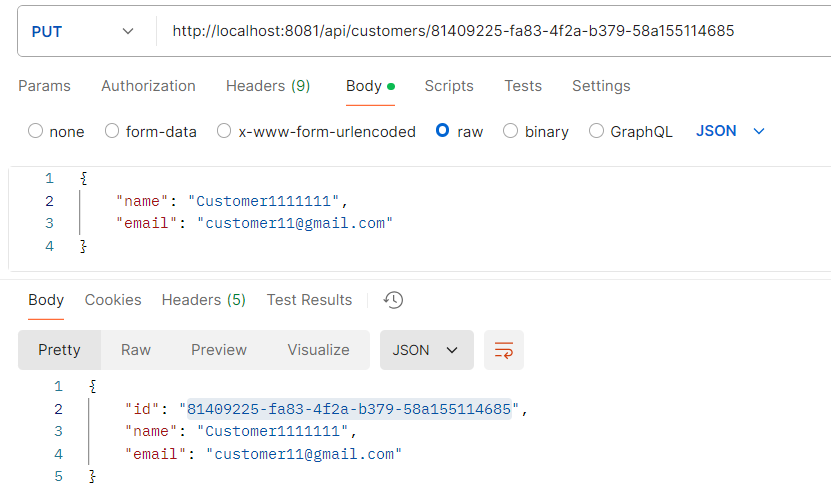 PUT http://localhost:8081/api/customers/81409225-fa83-4f2a-b379-58a155114685
Params Authorization Headers (9) Body Scripts Tests Settings
none form-data x-www-form-urlencoded raw binary GraphQL JSON
1 {
2 "name": "Customer1111111",
3 "email": "customer11@gmail.com"
4 }
Body Cookies Headers (5) Test Results
Pretty Raw Preview Visualize JSON
1 {
2 "id": "81409225-fa83-4f2a-b379-58a155114685",
3 "name": "Customer1111111",
4 "email": "customer11@gmail.com"
5 }